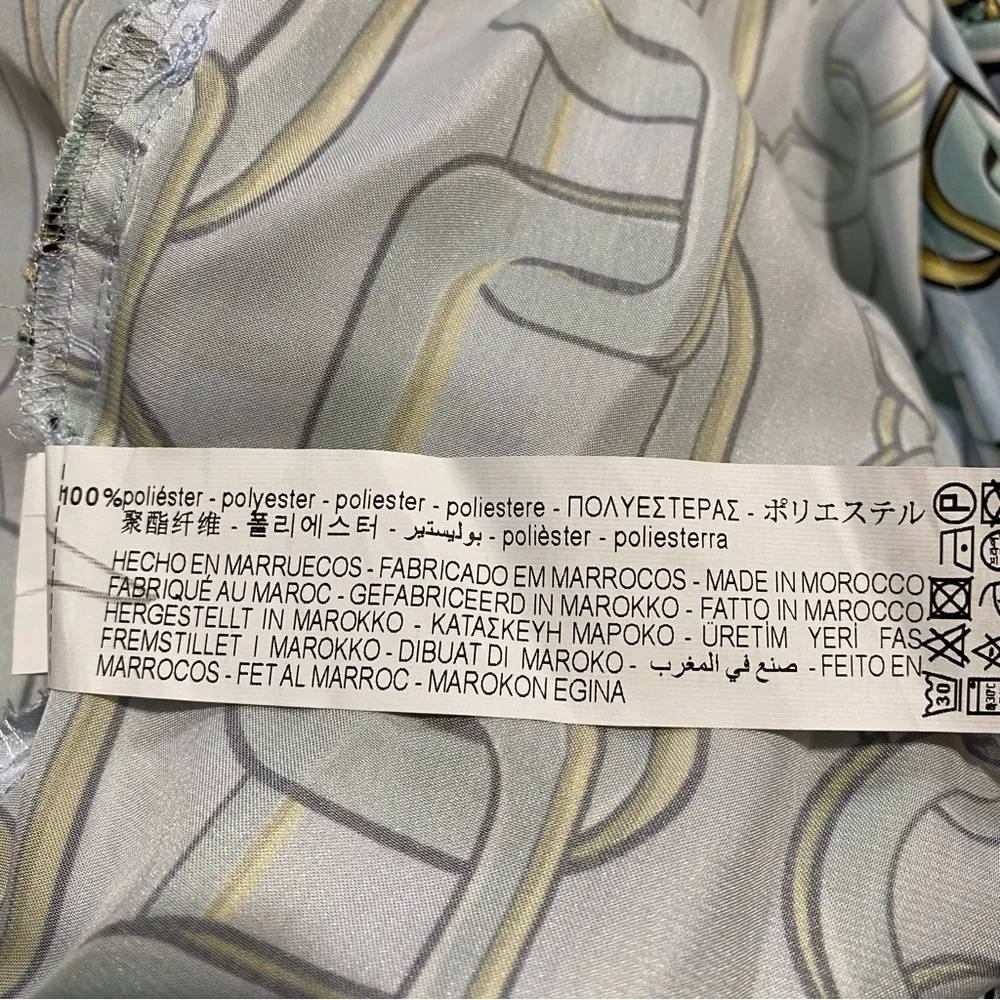 100%poliéster - polyester - poliester - poliestere - ΠΟΛΥΕΣΤΕΡΑΣ - ポリエステル
聚酯纤维 - 폴리에스터 - بوليستير - polièster - poliesterra
HECHO EN MARRUECOS - FABRICADO EM MARROCOS - MADE IN MOROCCO
FABRIQUÉ AU MAROC - GEFABRICEERD IN MAROKKO - FATTO IN MAROCCO
HERGESTELLT IN MAROKKO - ΚΑΤΑΣΚΕΥΗ ΜΑΡΟΚΟ - ÜRETİM YERİ FAS
FREMSTILLET I MAROKKO - DIBUAT DI MAROKO - صنع في المغرب - FEITO EN
MARROCOS - FET AL MARROC - MAROKON EGINA
P
30